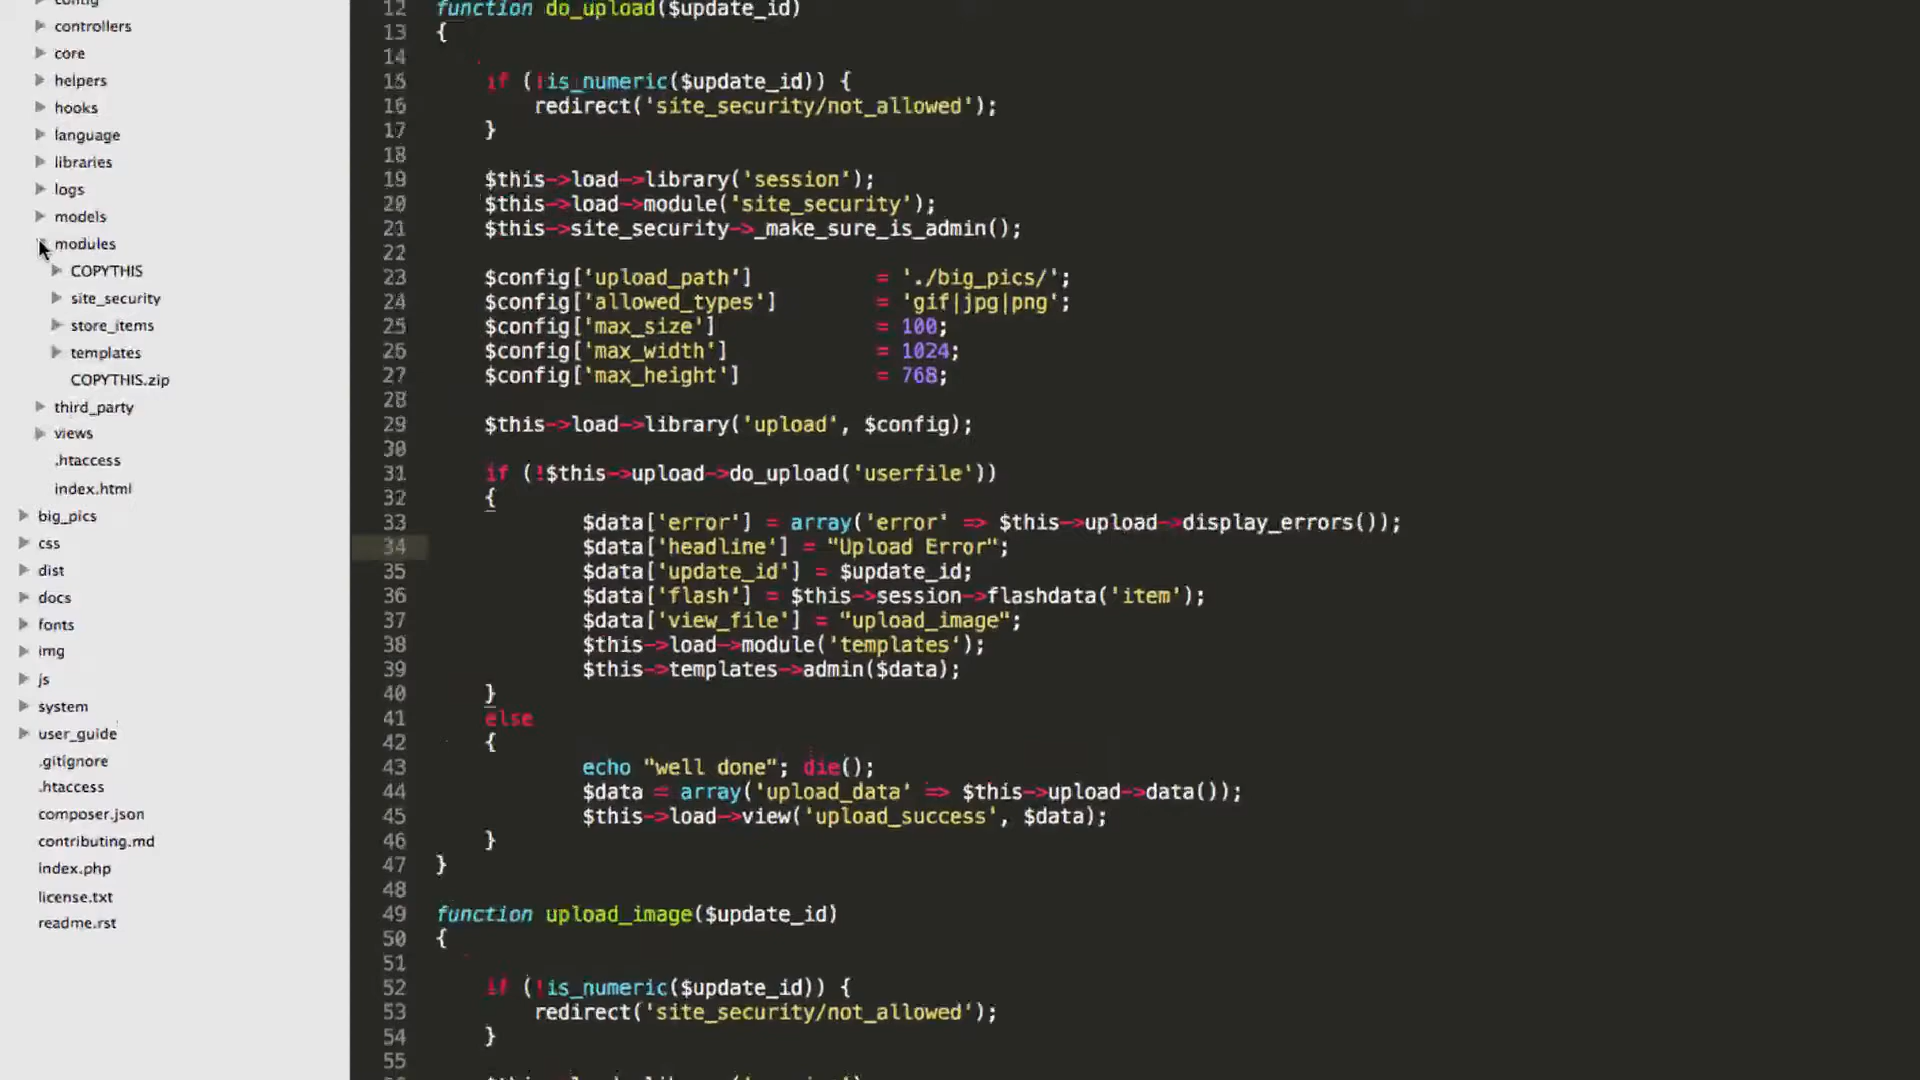 config
controllers
core
helpers
hooks
language
libraries
logs
models
modules
COPYTHIS
site_security
store_items
templates
COPYTHIS.zip
third_party
views
.htaccess
index.html
big_pics
css
dist
docs
fonts
img
js
system
user_guide
.gitignore
.htaccess
composer.json
contributing.md
index.php
license.txt
readme.rst
12 function do_upload($update_id)
13 {
14
15 if (!is_numeric($update_id)) {
16 redirect('site_security/not_allowed');
17 }
18
19 $this->load->library('session');
20 $this->load->module('site_security');
21 $this->site_security->_make_sure_is_admin();
22
23 $config['upload_path'] = './big_pics/';
24 $config['allowed_types'] = 'gif|jpg|png';
25 $config['max_size'] = 100;
26 $config['max_width'] = 1024;
27 $config['max_height'] = 768;
28
29 $this->load->library('upload', $config);
30
31 if (!$this->upload->do_upload('userfile'))
32 {
33 $data['error'] = array('error' => $this->upload->display_errors());
34 $data['headline'] = "Upload Error";
35 $data['update_id'] = $update_id;
36 $data['flash'] = $this->session->flashdata('item');
37 $data['view_file'] = "upload_image";
38 $this->load->module('templates');
39 $this->templates->admin($data);
40 }
41 else
42 {
43 echo "well done"; die();
44 $data = array('upload_data' => $this->upload->data());
45 $this->load->view('upload_success', $data);
46 }
47 }
48
49 function upload_image($update_id)
50 {
51
52 if (!is_numeric($update_id)) {
53 redirect('site_security/not_allowed');
54 }
55